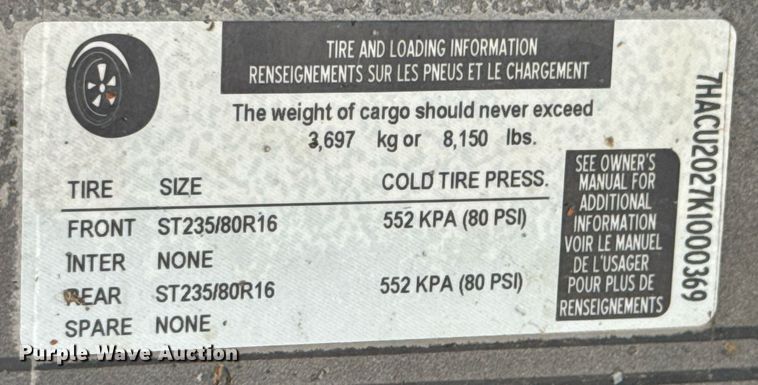 TIRE AND LOADING INFORMATION
RENSEIGNEMENTS SUR LES PNEUS ET LE CHARGEMENT
The weight of cargo should never exceed
3,697 kg or 8,150 lbs.
TIRE SIZE COLD TIRE PRESS.
FRONT ST235/80R16 552 KPA (80 PSI)
INTER NONE
REAR ST235/80R16 552 KPA (80 PSI)
SPARE NONE
SEE OWNER'S
MANUAL FOR
ADDITIONAL
INFORMATION
VOIR LE MANUEL
DE L'USAGER
POUR PLUS DE
RENSEIGNEMENTS
7HACU2027K1000369
Purple Wave Auction